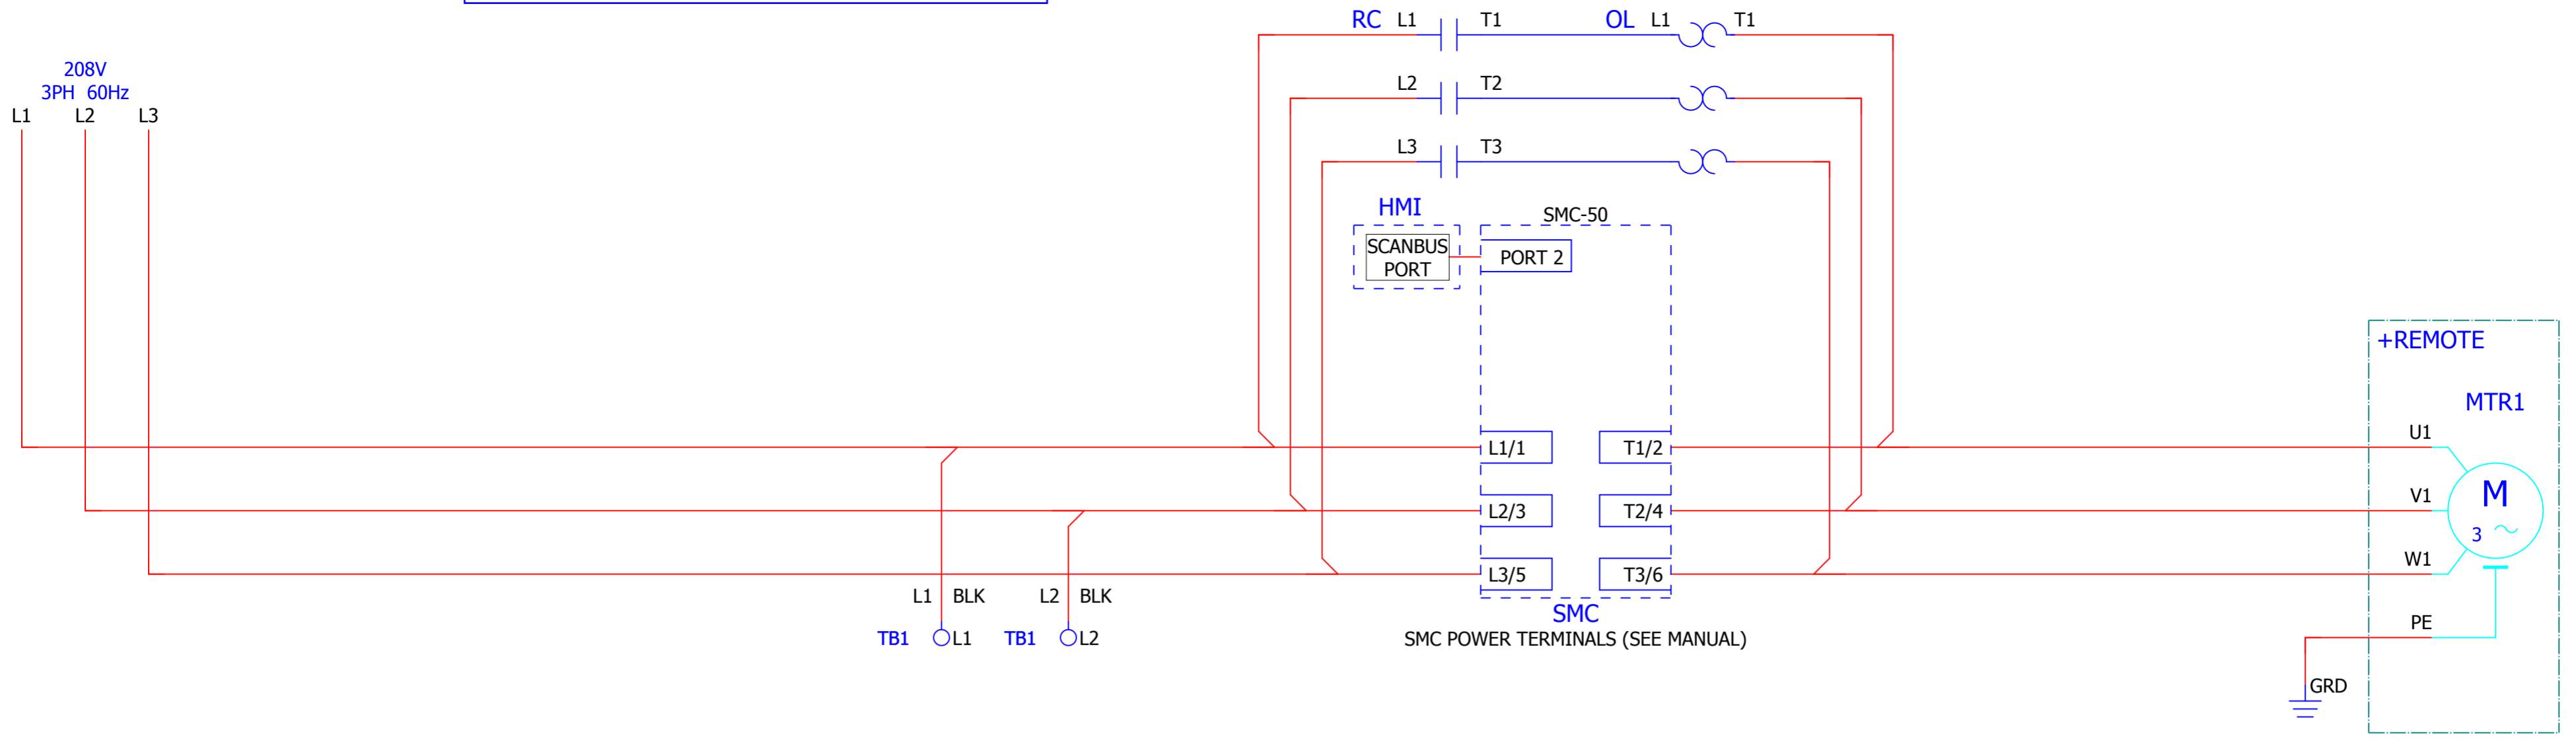 RC L1 T1 OL L1 T1
208V
3PH 60Hz
L1 L2 L3
L2 T2
L3 T3
HMI
SMC-50
SCANBUS
PORT
PORT 2
+REMOTE
MTR1
L1/1 T1/2 U1
L2/3 T2/4 V1
M
3
L3/5 T3/6 W1
L1 BLK L2 BLK
SMC
TB1 L1 TB1 L2
SMC POWER TERMINALS (SEE MANUAL)
PE
GRD